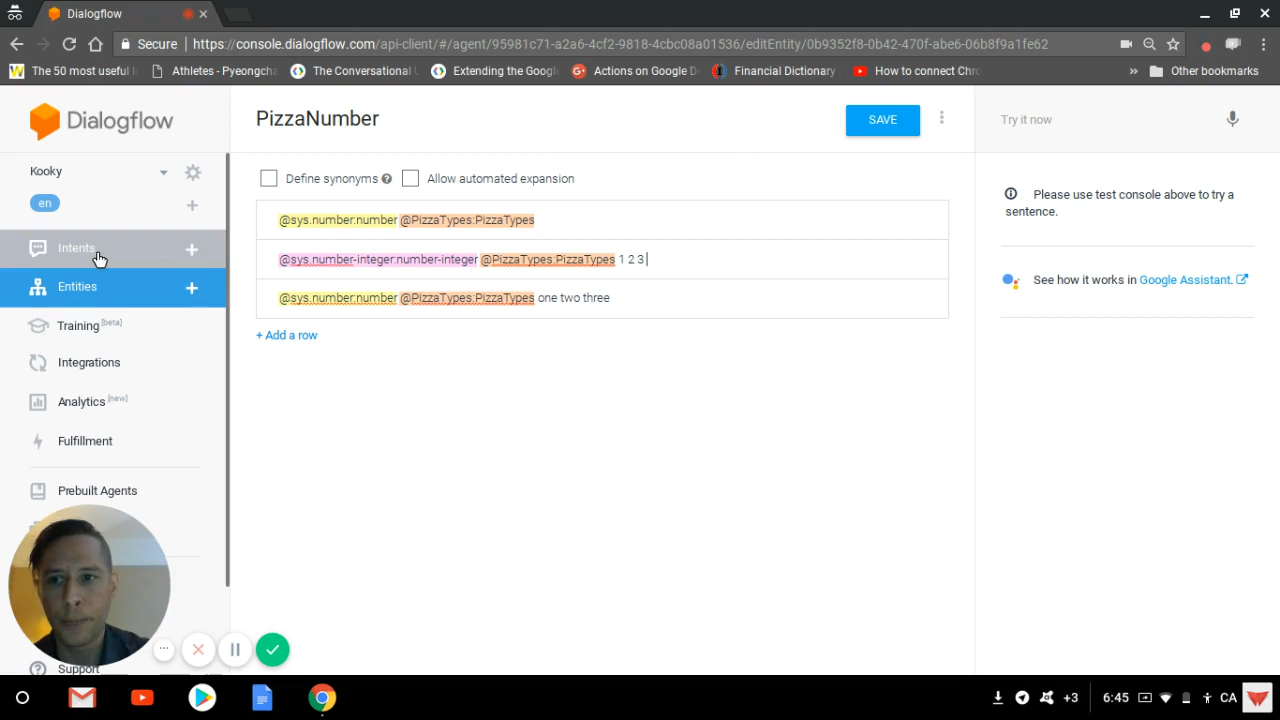 Dialogflow
Secure https://console.dialogflow.com/api-client/#/agent/95981c71-a2a6-4cf2-9818-4cbc08a01536/editEntity/0b9352f8-0b42-470f-abe6-06b8f9a1fe62
The 50 most useful
Athletes - Pyeongcha
The Conversational
Extending the Googl
Actions on Google D
Financial Dictionary
How to connect Chro
» Other bookmarks
Dialogflow
PizzaNumber
SAVE
Try it now
Kooky
en
Intents
Entities
Training [beta]
Integrations
Analytics [new]
Fulfillment
Prebuilt Agents
Support
Define synonyms
Allow automated expansion
@sys.number:number @PizzaTypes:PizzaTypes
@sys.number-integer:number-integer @PizzaTypes:PizzaTypes 1 2 3
@sys.number:number @PizzaTypes:PizzaTypes one two three
+ Add a row
Please use test console above to try a
sentence.
See how it works in Google Assistant.
+3
6:45
CA